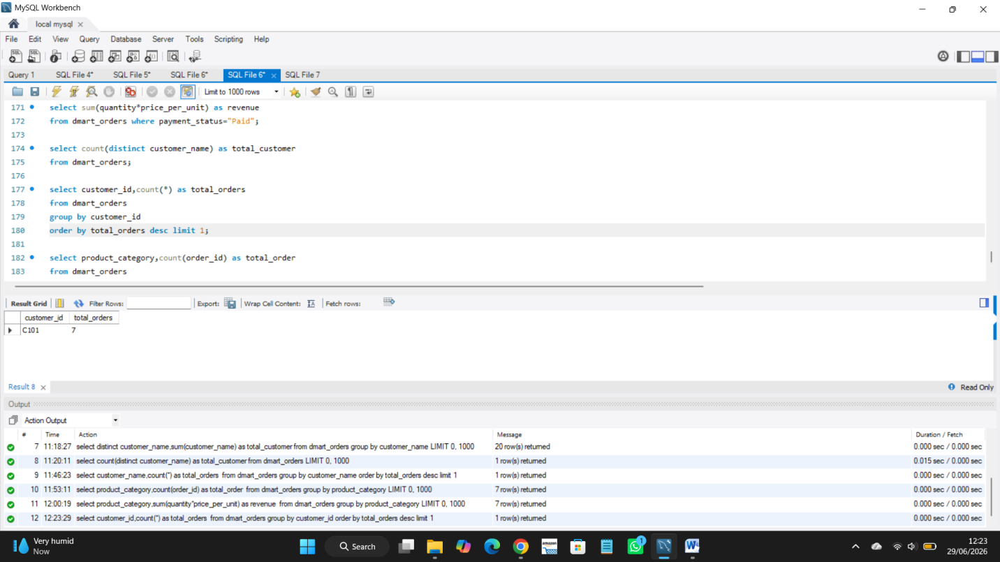 MySQL Workbench
local mysql
File Edit View Query Database Server Tools Scripting Help
Query 1 SQL File 4* SQL File 5* SQL File 6* SQL File 6* SQL File 7
Limit to 1000 rows
171 select sum(quantity*price_per_unit) as revenue
172 from dmart_orders where payment_status="Paid";
173
174 select count(distinct customer_name) as total_customer
175 from dmart_orders;
176
177 select customer_id,count(*) as total_orders
178 from dmart_orders
179 group by customer_id
180 order by total_orders desc limit 1;
181
182 select product_category,count(order_id) as total_order
183 from dmart_orders
Result Grid Filter Rows: Export: Wrap Cell Content: Fetch rows:
customer_id total_orders
C101 7
Result 8 Read Only
Output
Action Output
# Time Action Message Duration / Fetch
7 11:18:27 select distinct customer_name,sum(customer_name) as total_customer from dmart_orders group by customer_name LIMIT 0, 1000 20 row(s) returned 0.000 sec / 0.000 sec
8 11:20:11 select count(distinct customer_name) as total_customer from dmart_orders LIMIT 0, 1000 1 row(s) returned 0.015 sec / 0.000 sec
9 11:46:23 select customer_name,count(*) as total_orders from dmart_orders group by customer_name order by total_orders desc limit 1 1 row(s) returned 0.000 sec / 0.000 sec
10 11:53:11 select product_category,count(order_id) as total_order from dmart_orders group by product_category LIMIT 0, 1000 7 row(s) returned 0.000 sec / 0.000 sec
11 12:00:19 select product_category,sum(quantity*price_per_unit) as revenue from dmart_orders group by product_category LIMIT 0, 1000 7 row(s) returned 0.000 sec / 0.000 sec
12 12:23:29 select customer_id,count(*) as total_orders from dmart_orders group by customer_id order by total_orders desc limit 1 1 row(s) returned 0.000 sec / 0.000 sec
Very humid
Now
Search
amazon
1
12:23
29/06/2026